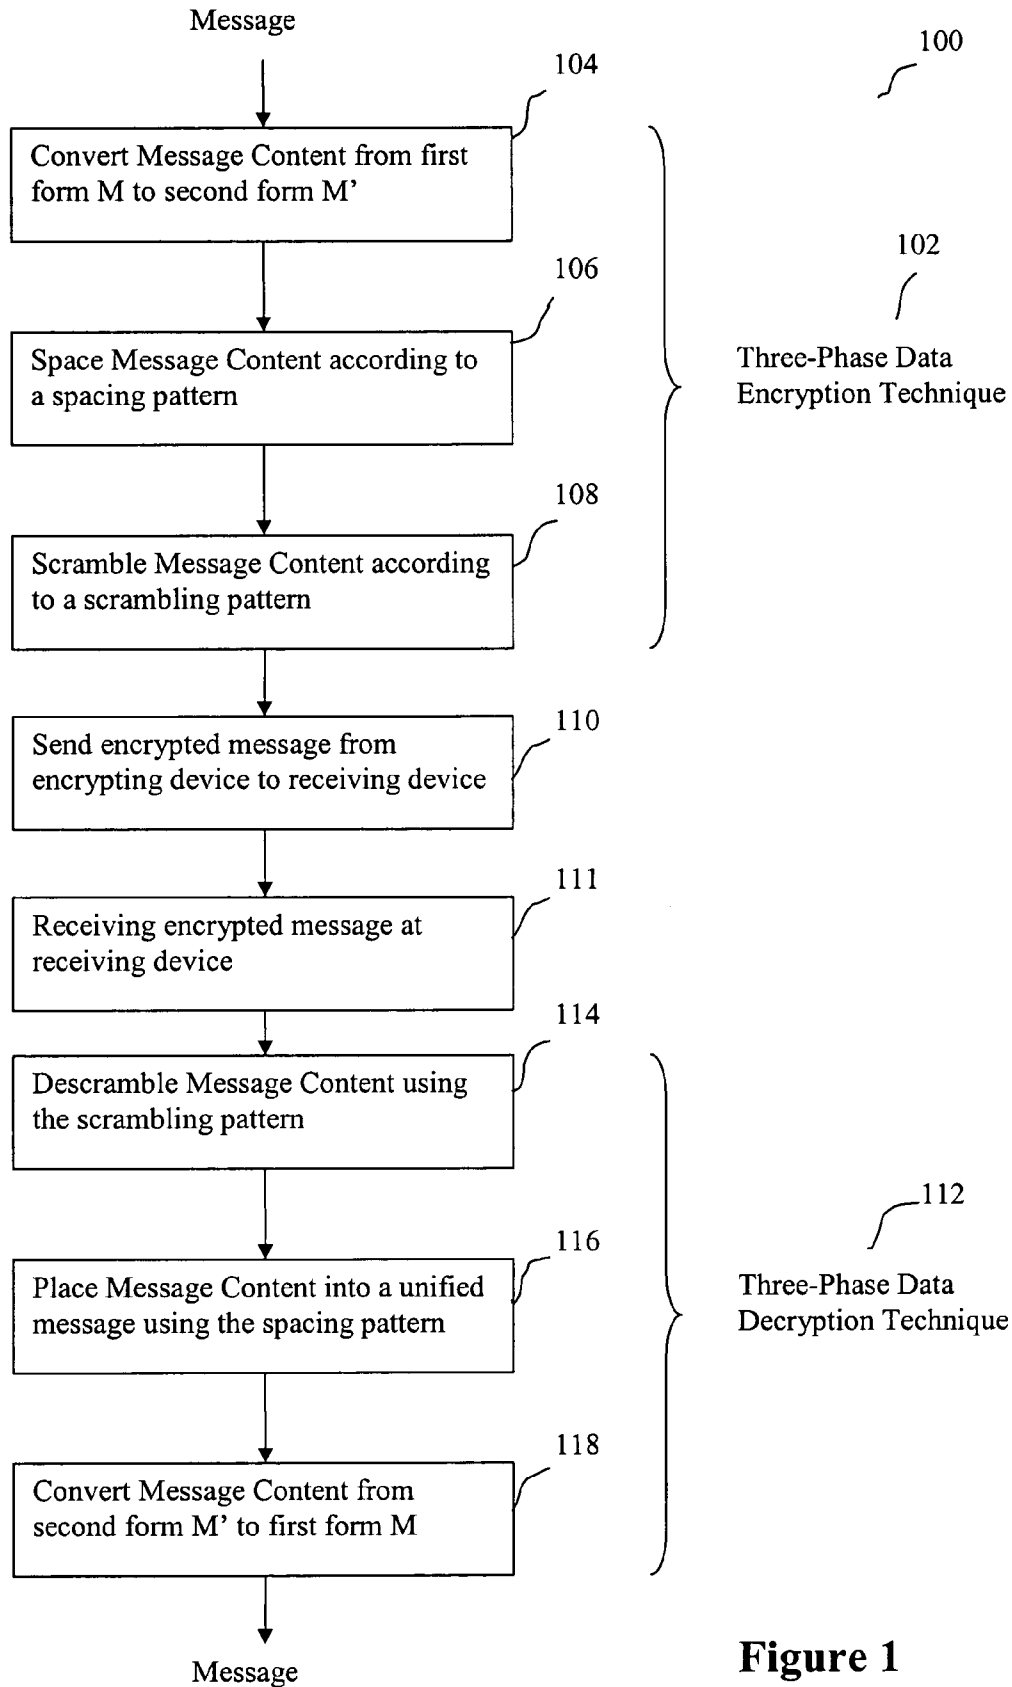 Message
100
104
Convert Message Content from first
form M to second form M’
102
106
Space Message Content according to
a spacing pattern
Three-Phase Data
Encryption Technique
108
Scramble Message Content according
to a scrambling pattern
110
Send encrypted message from
encrypting device to receiving device
111
Receiving encrypted message at
receiving device
114
Descramble Message Content using
the scrambling pattern
112
116
Place Message Content into a unified
message using the spacing pattern
Three-Phase Data
Decryption Technique
118
Convert Message Content from
second form M’ to first form M
Message
Figure 1